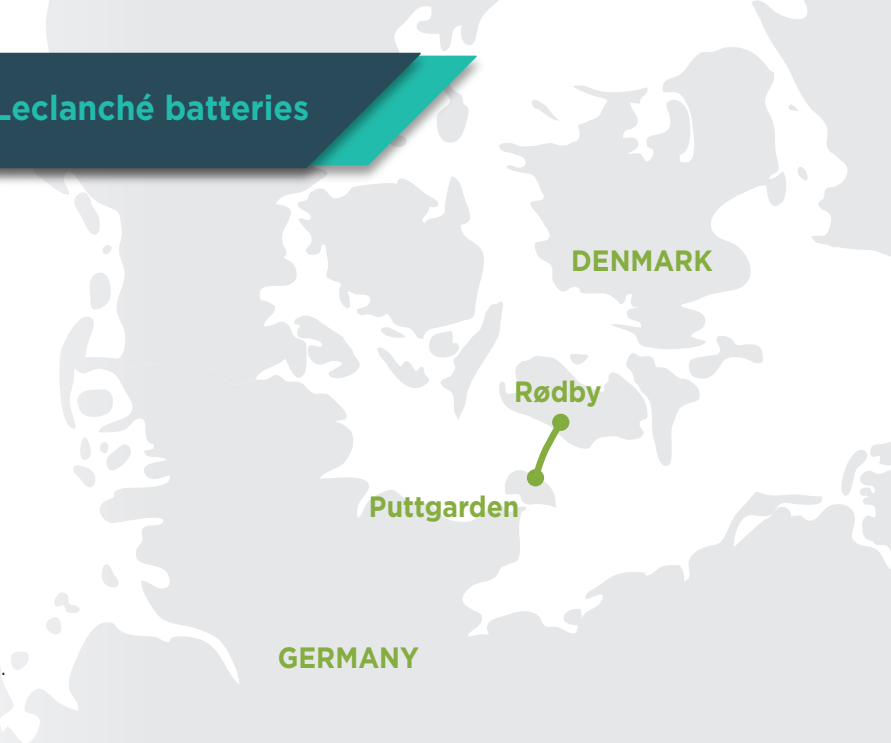 Leclanché batteries
DENMARK
Rødby
Puttgarden
GERMANY
.